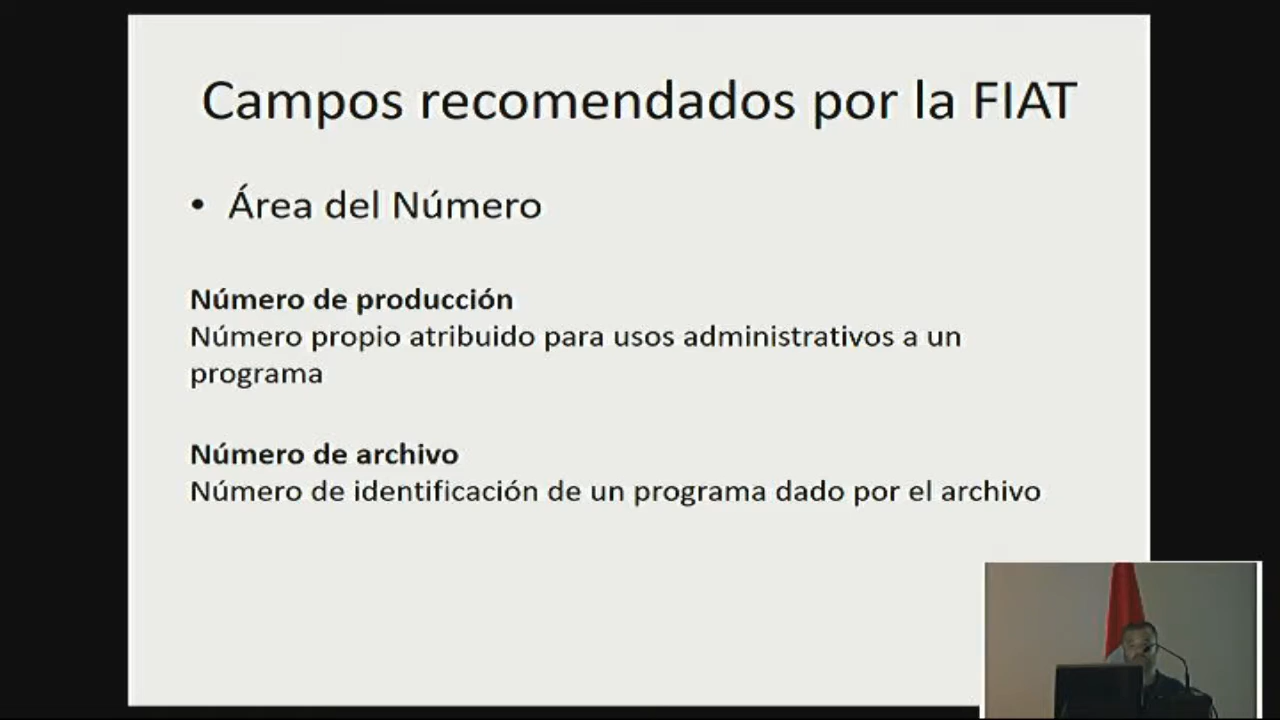 Campos recomendados por la FIAT
• Área del Número
Número de producción
Número propio atribuido para usos administrativos a un
programa
Número de archivo
Número de identificación de un programa dado por el archivo